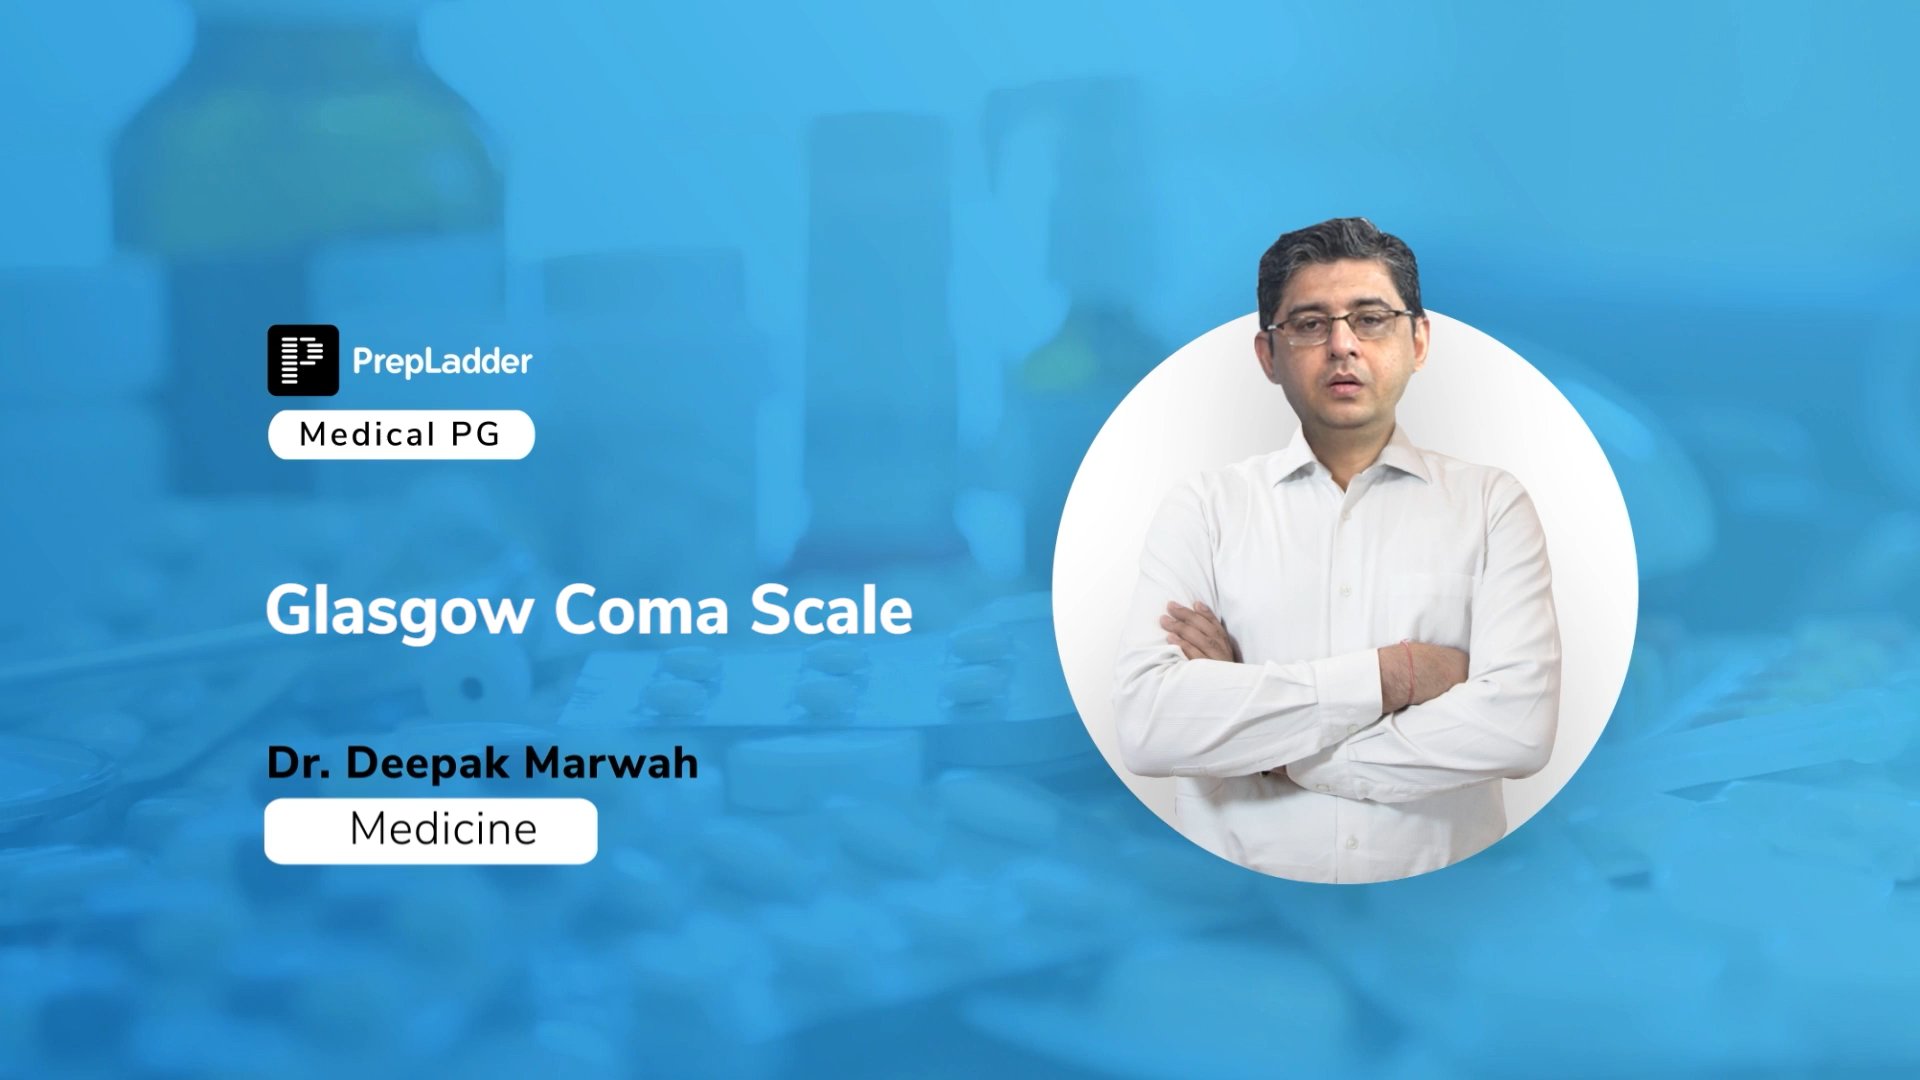 PrepLadder
Medical PG
Glasgow Coma Scale
Dr. Deepak Marwah
Medicine